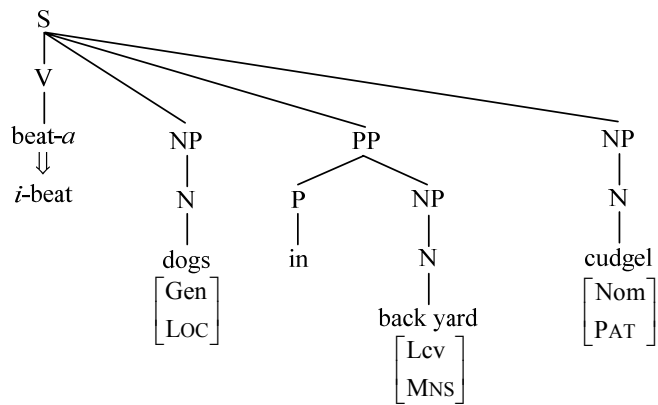 S
V
beat-a NP PP NP
⇓
i-beat N P NP N
dogs in N cudgel
[Gen [Nom
LOC] back yard PAT]
[Lcv
MNS]